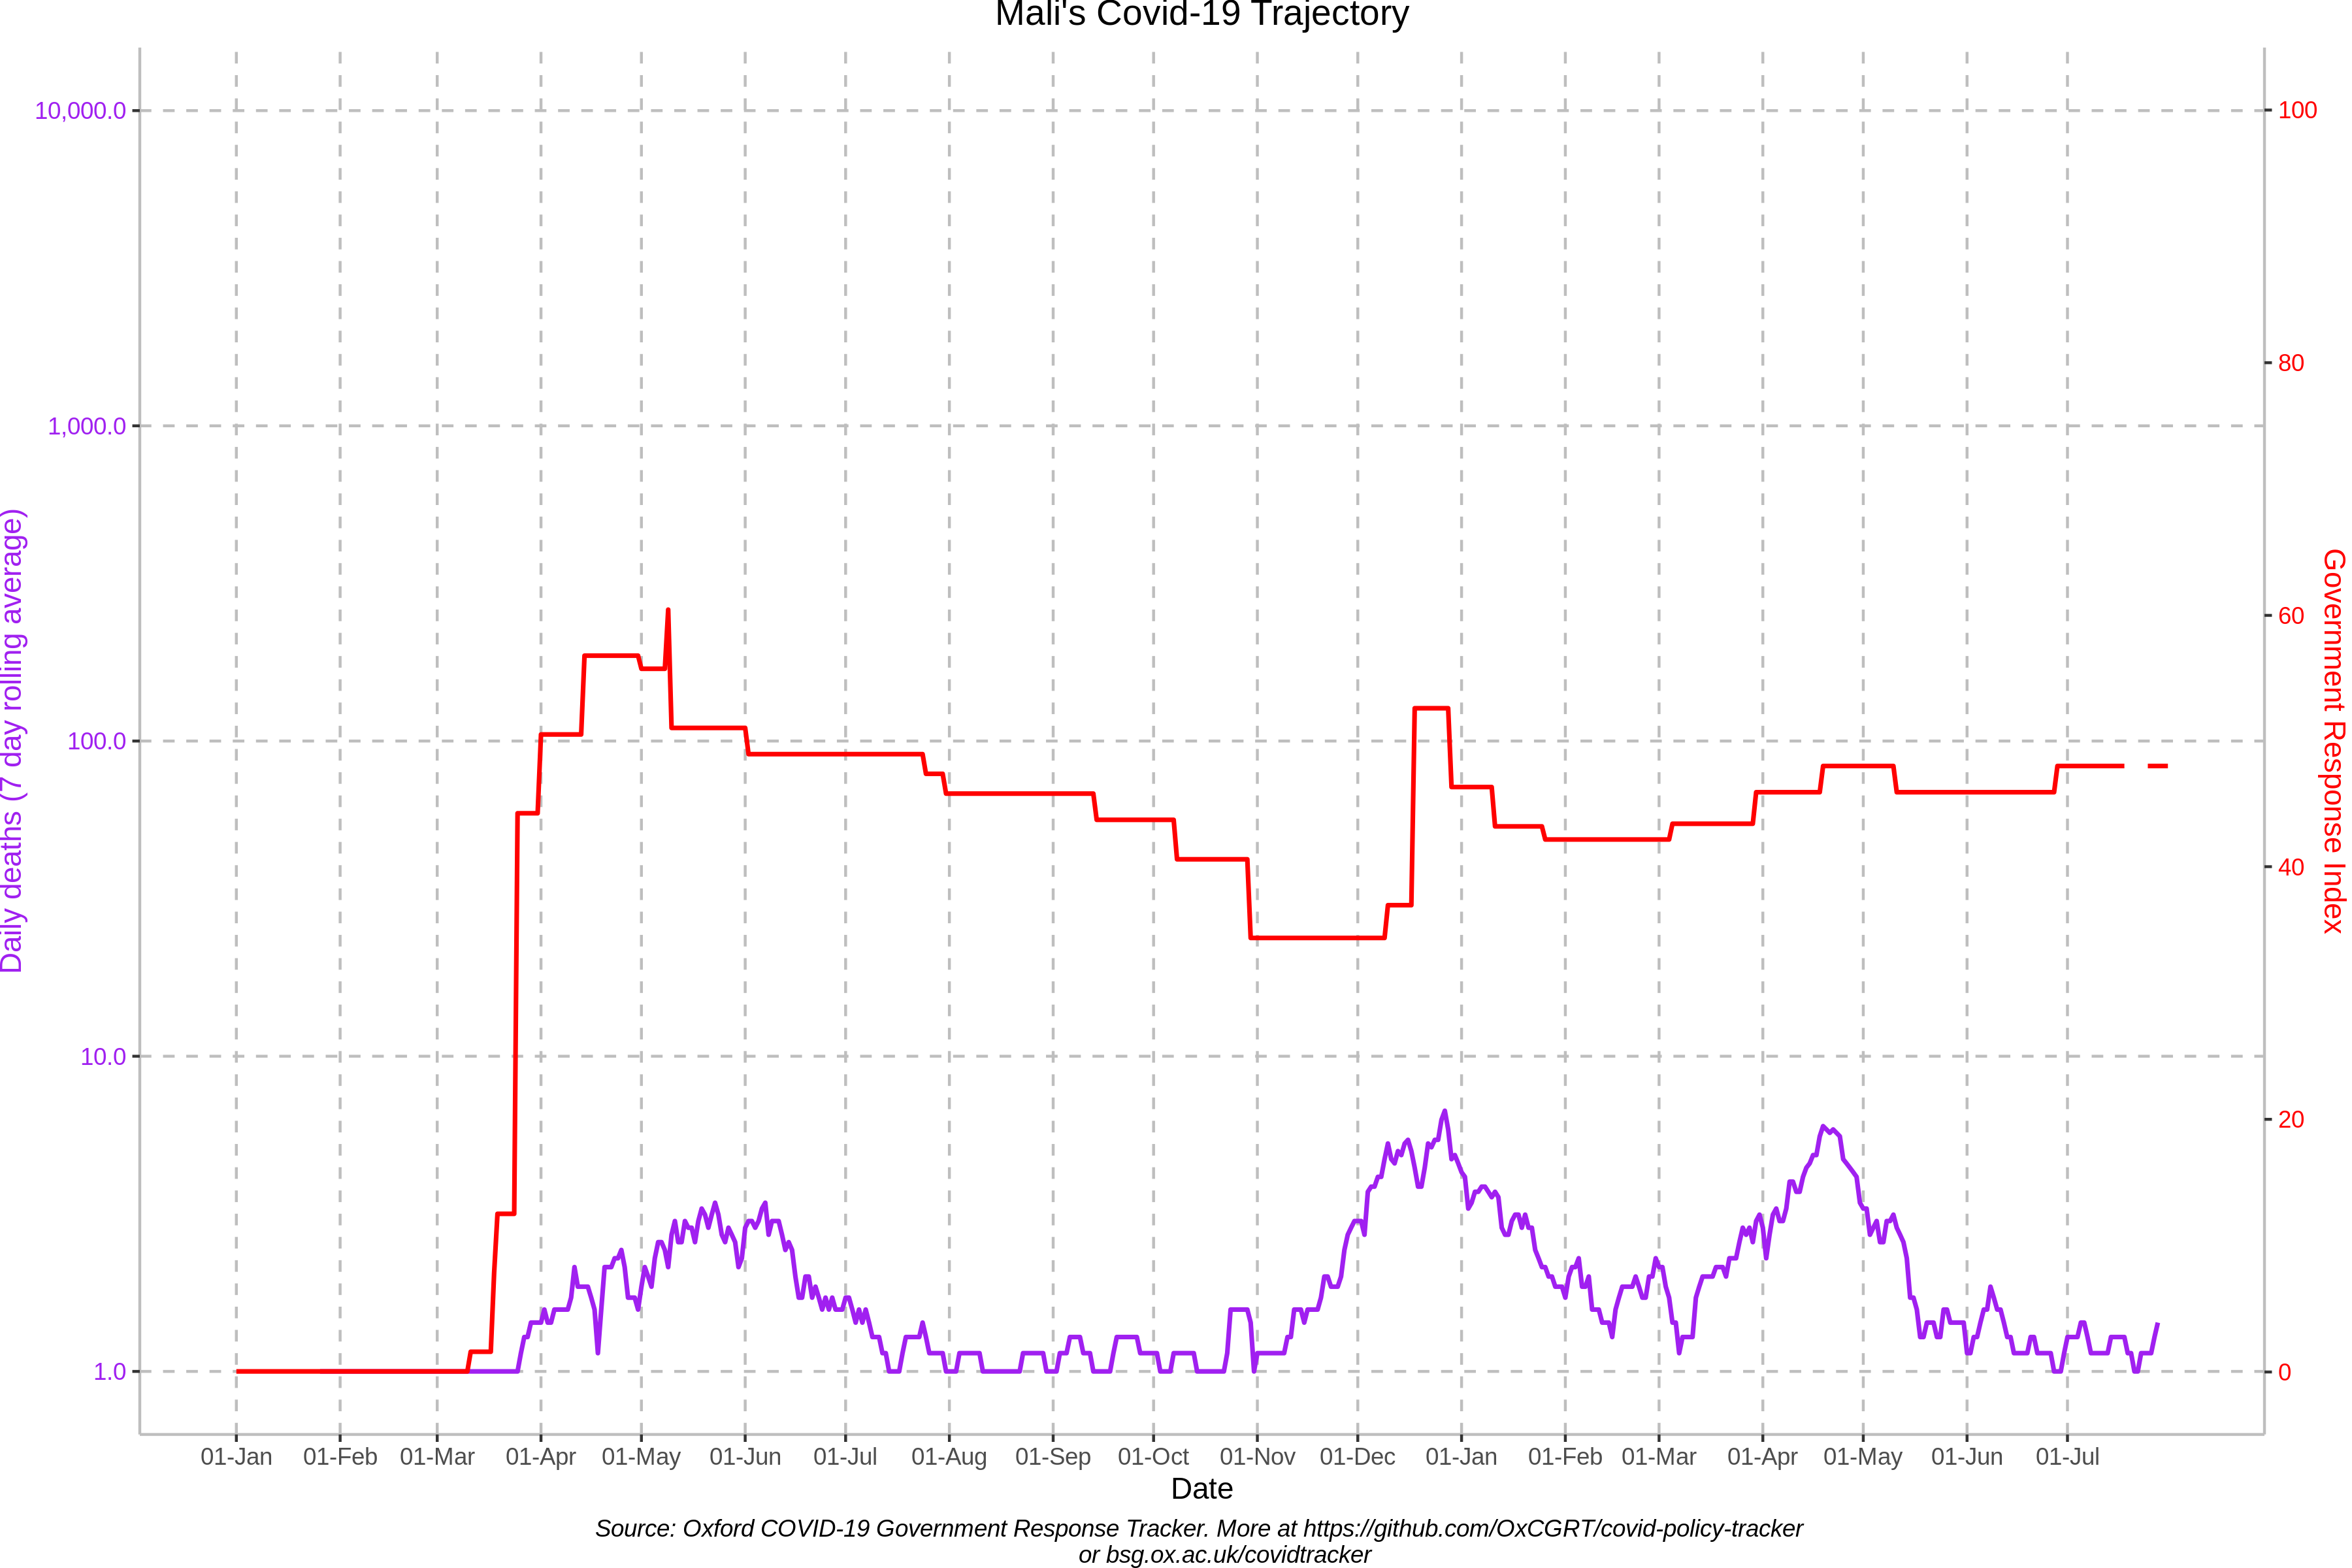 Mali's Covid-19 Trajectory
10,000.0
1,000.0
100.0
10.0
1.0
Daily deaths (7 day rolling average)
100
80
60
40
20
0
Government Response Index
01-Jan 01-Feb 01-Mar 01-Apr 01-May 01-Jun 01-Jul 01-Aug 01-Sep 01-Oct 01-Nov 01-Dec 01-Jan 01-Feb 01-Mar 01-Apr 01-May 01-Jun 01-Jul
Date
Source: Oxford COVID-19 Government Response Tracker. More at https://github.com/OxCGRT/covid-policy-tracker
or bsg.ox.ac.uk/covidtracker